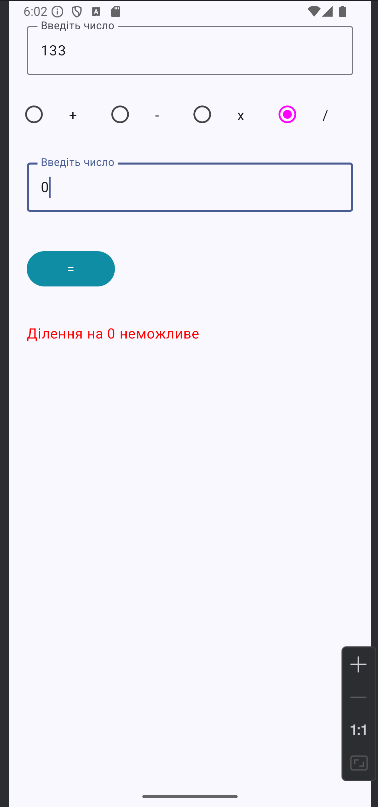 6:02
Введіть число
133
+ - x /
Введіть число
0
=
Ділення на 0 неможливе
1:1